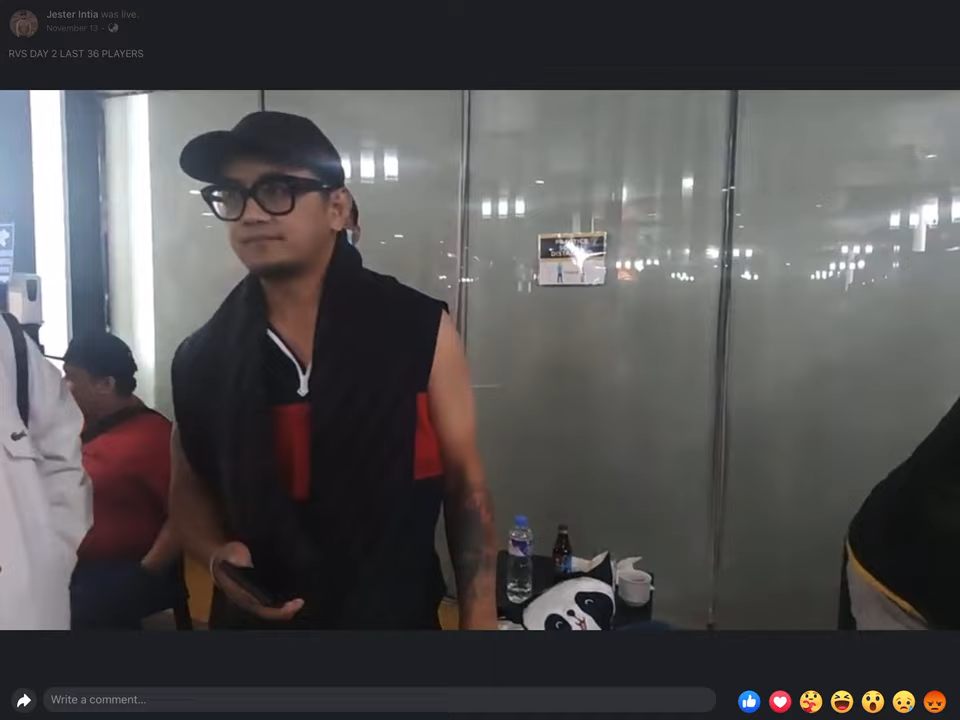 Jester Intia was live.
November 13 ·
RVS DAY 2 LAST 36 PLAYERS
Write a comment...